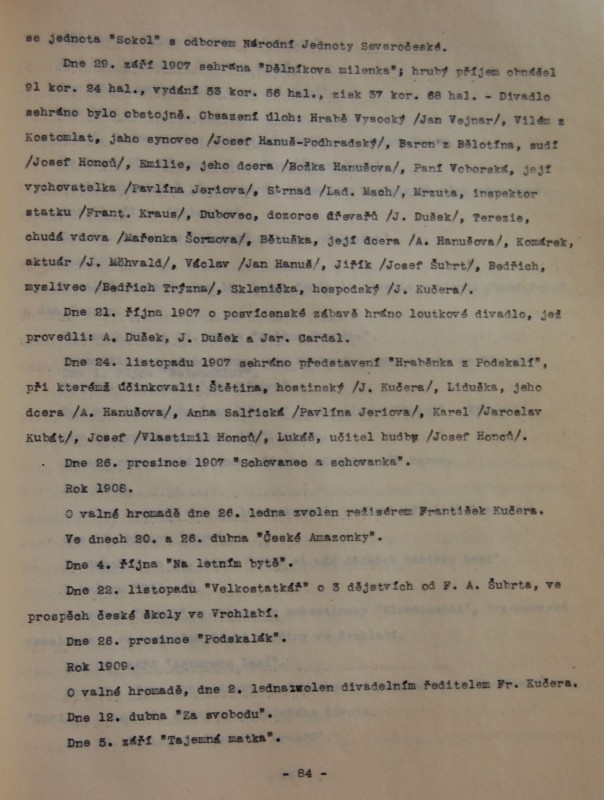 se jednota "Sokol" s odborem Národní Jednoty Severočeské.
Dne 29. září 1907 sehrána "Dělníkova milenka"; hrubý příjem obnášel
91 kor. 24 hal., vydání 53 kor. 56 hal., zisk 37 kor. 68 hal. - Divadlo
sehráno bylo obstojně. Obsazení úloh: Hrabě Vysocký /Jan Vejnar/, Vilém z
Kostomlat, jaho synovec /Josef Hanuš-Podhradský/, Baron z Bělotína, sudí
/Josef Honců/, Emilie, jeho dcera /Božka Hanušova/, Paní Voborská, její
vychovatelka /Pavlína Jeriova/, Strnad /Lad. Mach/, Mrzuta, inspektor
statku /Frant. Kraus/, Dubovec, dozorce dřevařů /J. Dušek/, Terezie,
chudá vdova /Mařenka Šormova/, Bětuška, její dcera /A. Hanušova/, Komárek,
aktuár /J. Möhvald/, Václav /Jan Hanuš/, Jiřík /Josef Šubrt/, Bedřich,
myslivec /Bedřich Trýzna/, Sklenička, hospodský /J. Kučera/.
Dne 21. října 1907 o posvícenské zábavě hráno loutkové divadlo, jež
provedli: A. Dušek, J. Dušek a Jar. Cardal.
Dne 24. listopadu 1907 sehráno představení "Hraběnka z Podskalí",
při kterémž účinkovali: Štětina, hostinský /J. Kučera/, Liduška, jeho
dcera /A. Hanušova/, Anna Salfická /Pavlína Jeriova/, Karel /Jaroslav
Kubát/, Josef /Vlastimil Honců/, Lukáš, učitel hudby /Josef Honců/.
Dne 26. prosince 1907 "Schovanec a schovanka".
Rok 1908.
O valné hromadě dne 26. ledna zvolen režisérem František Kučera.
Ve dnech 20. a 26. dubna "České Amazonky".
Dne 4. října "Na letním bytě".
Dne 22. listopadu "Velkostatkář" o 3 dějstvích od F. A. Šubrta, ve
prospěch české školy ve Vrchlabí.
Dne 26. prosince "Podskalák".
Rok 1909.
O valné hromadě, dne 2. lednazvolen divadelním ředitelem Fr. Kučera.
Dne 12. dubna "Za svobodu".
Dne 5. září "Tajemná matka".
- 84 -